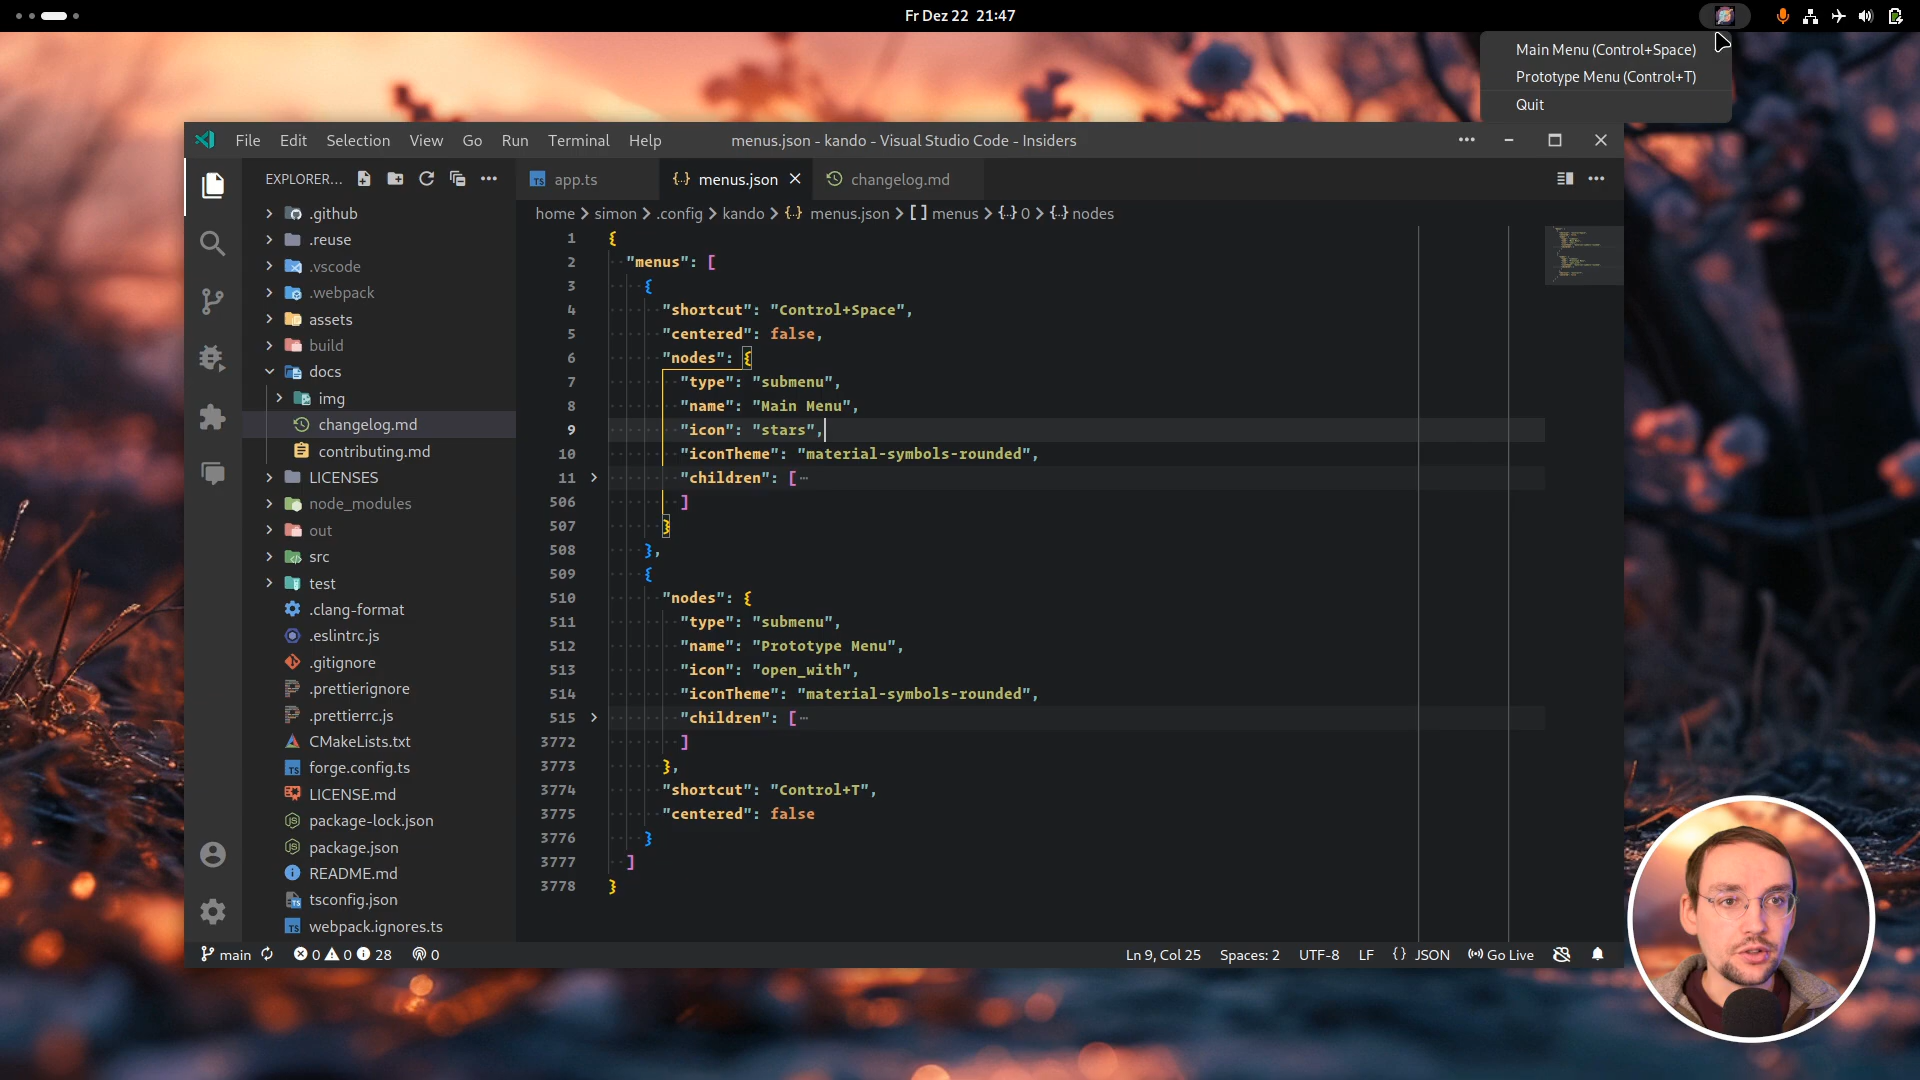 Fr Dez 22 21:47
Main Menu (Control+Space)
Prototype Menu (Control+T)
Quit
File Edit Selection View Go Run Terminal Help
menus.json - kando - Visual Studio Code - Insiders
EXPLORER...
app.ts
menus.json
changelog.md
home > simon > .config > kando > {..} menus.json > [ ] menus > {..} 0 > {..} nodes
.github
.reuse
.vscode
.webpack
assets
build
docs
img
changelog.md
contributing.md
LICENSES
node_modules
out
src
test
.clang-format
.eslintrc.js
.gitignore
.prettierignore
.prettierrc.js
CMakeLists.txt
forge.config.ts
LICENSE.md
package-lock.json
package.json
README.md
tsconfig.json
webpack.ignores.ts
1 {
2 "menus": [
3 {
4 "shortcut": "Control+Space",
5 "centered": false,
6 "nodes": {
7 "type": "submenu",
8 "name": "Main Menu",
9 "icon": "stars",
10 "iconTheme": "material-symbols-rounded",
11 "children": [⋯
506 ]
507 }
508 },
509 {
510 "nodes": {
511 "type": "submenu",
512 "name": "Prototype Menu",
513 "icon": "open_with",
514 "iconTheme": "material-symbols-rounded",
515 "children": [⋯
3772 ]
3773 },
3774 "shortcut": "Control+T",
3775 "centered": false
3776 }
3777 ]
3778 }
main 0 0 28 0
Ln 9, Col 25 Spaces: 2 UTF-8 LF {} JSON Go Live